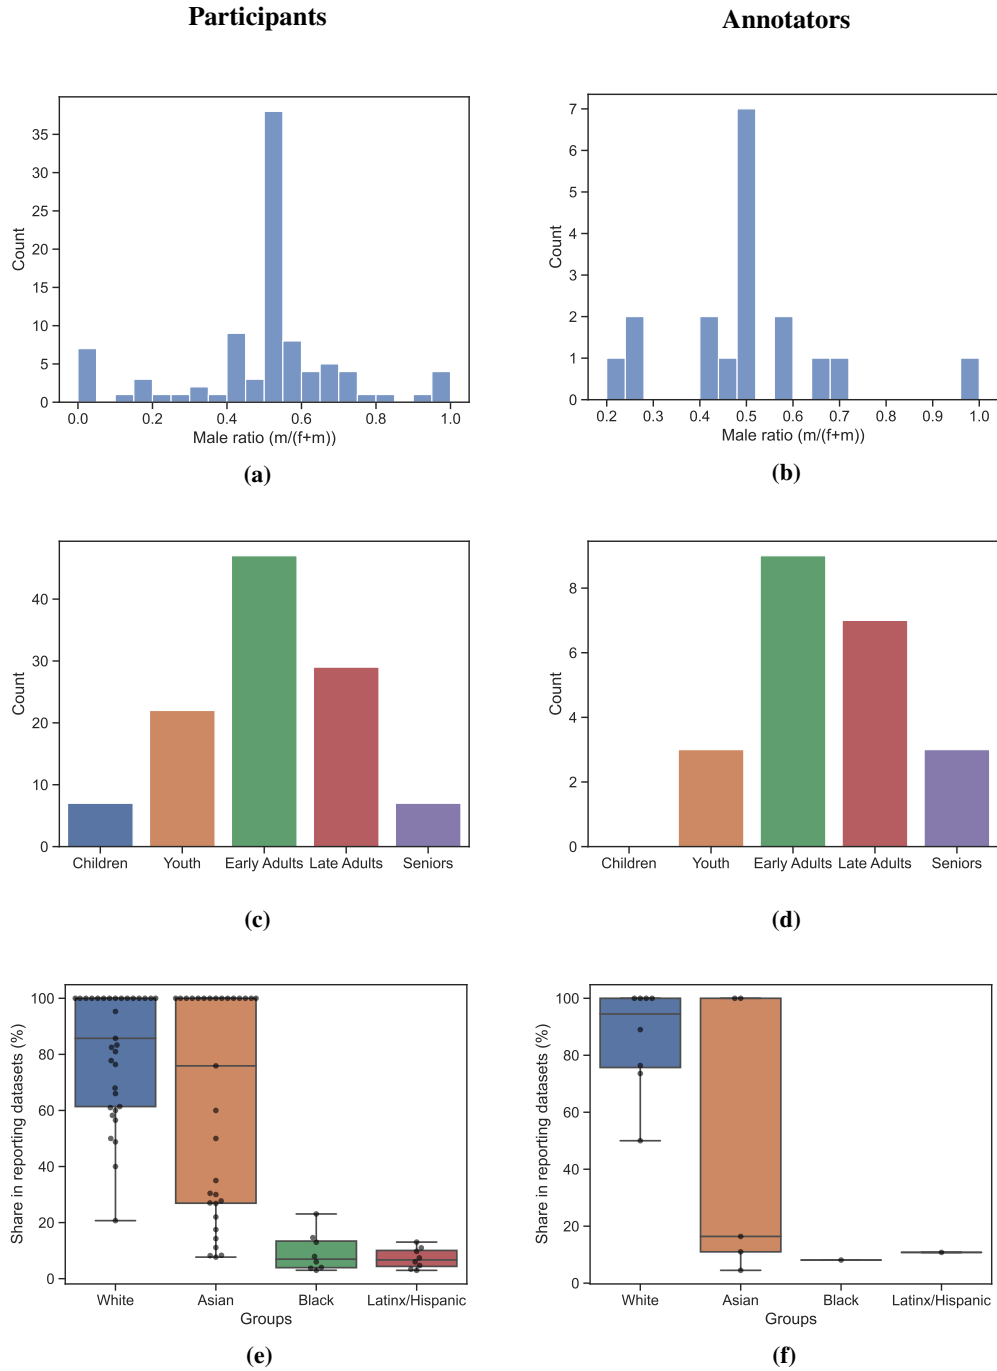 Participants
Annotators
35
30
25
20
15
10
5
0
Count
0.0 0.2 0.4 0.6 0.8 1.0
Male ratio (m/(f+m))
(a)
7
6
5
4
3
2
1
0
Count
0.2 0.3 0.4 0.5 0.6 0.7 0.8 0.9 1.0
Male ratio (m/(f+m))
(b)
40
30
20
10
0
Count
Children Youth Early Adults Late Adults Seniors
(c)
8
6
4
2
0
Count
Children Youth Early Adults Late Adults Seniors
(d)
100
80
60
40
20
0
Share in reporting datasets (%)
White Asian Black Latinx/Hispanic
Groups
(e)
100
80
60
40
20
0
Share in reporting datasets (%)
White Asian Black Latinx/Hispanic
Groups
(f)